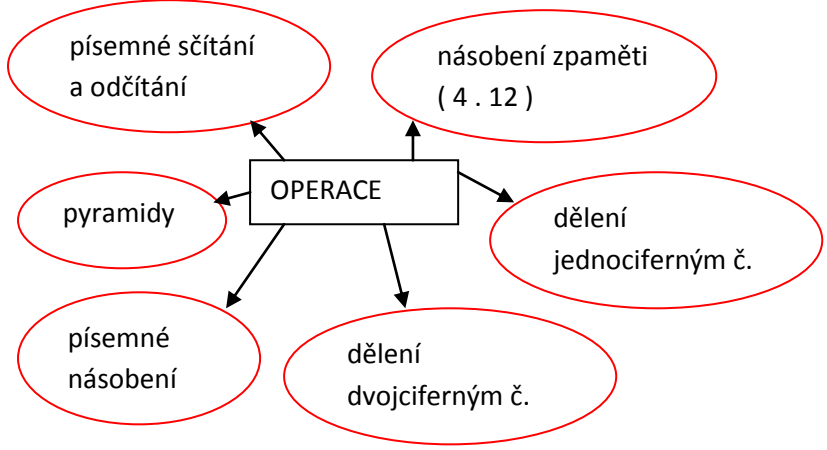 písemné sčítání
a odčítání
násobení zpaměti
( 4 . 12 )
OPERACE
pyramidy
dělení
jednociferným č.
písemné
násobení
dělení
dvojciferným č.